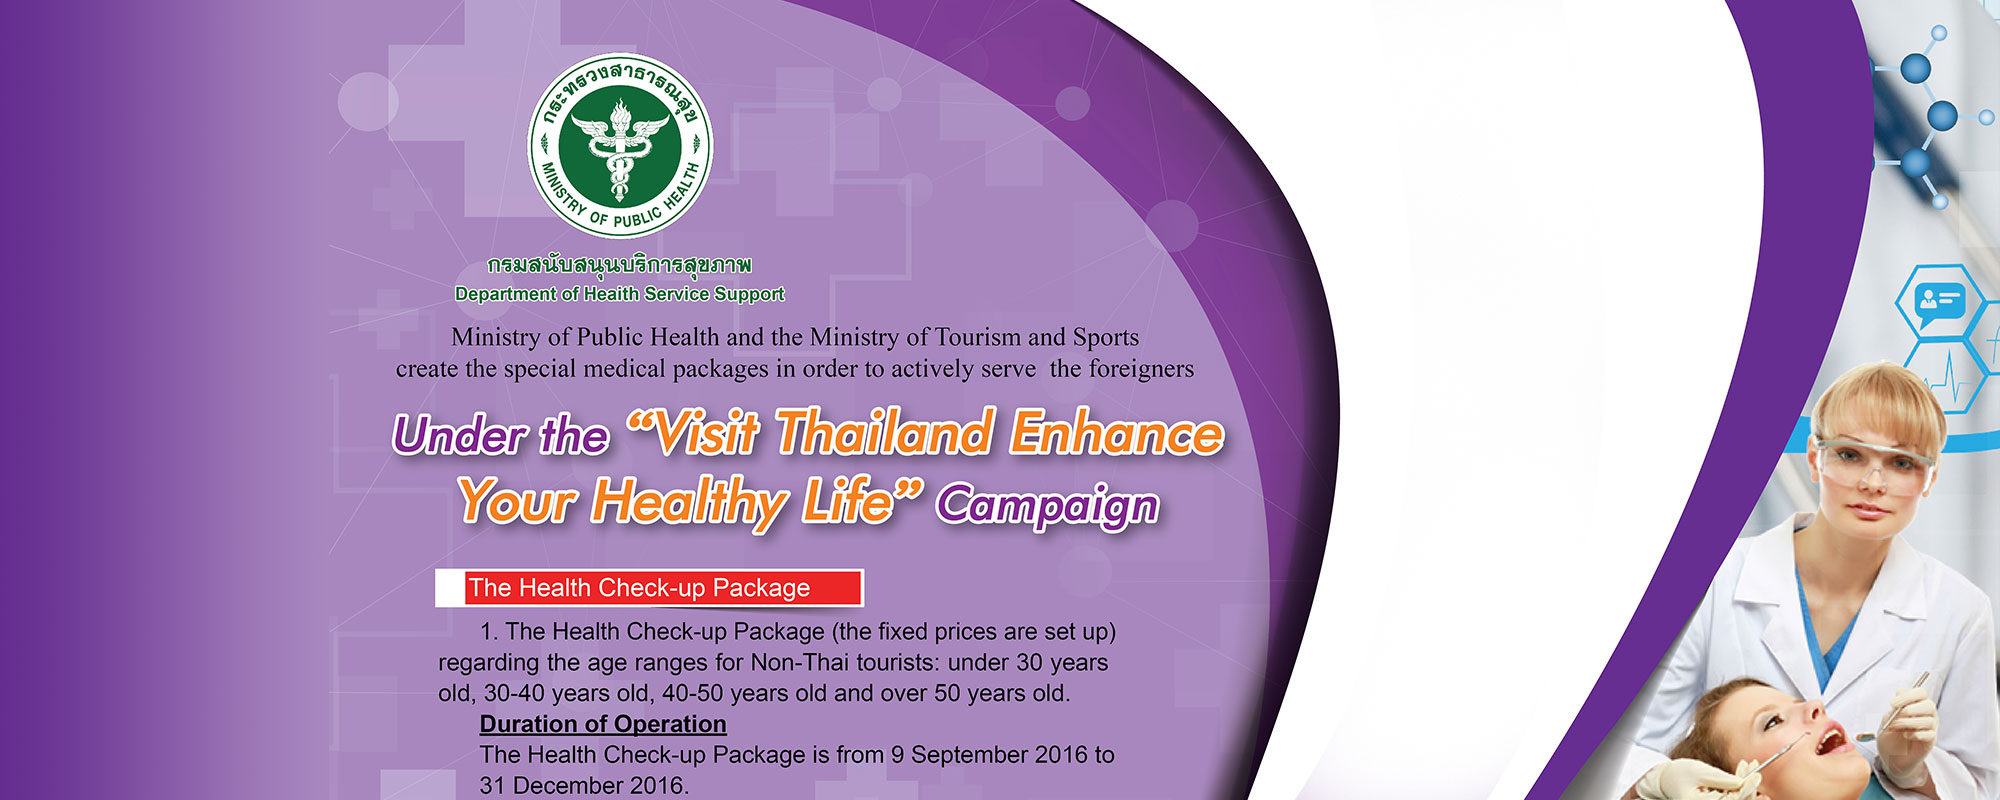 กระทรวงสาธารณสุข
MINISTRY OF PUBLIC HEALTH
กรมสนับสนุนบริการสุขภาพ
Department of Heaith Service Support
Ministry of Public Health and the Ministry of Tourism and Sports
create the special medical packages in order to actively serve  the foreigners
Under the “Visit Thailand Enhance
Your Healthy Life” Campaign
The Health Check-up Package
1. The Health Check-up Package (the fixed prices are set up)
regarding the age ranges for Non-Thai tourists: under 30 years
old, 30-40 years old, 40-50 years old and over 50 years old.
Duration of Operation
The Health Check-up Package is from 9 September 2016 to
31 December 2016.